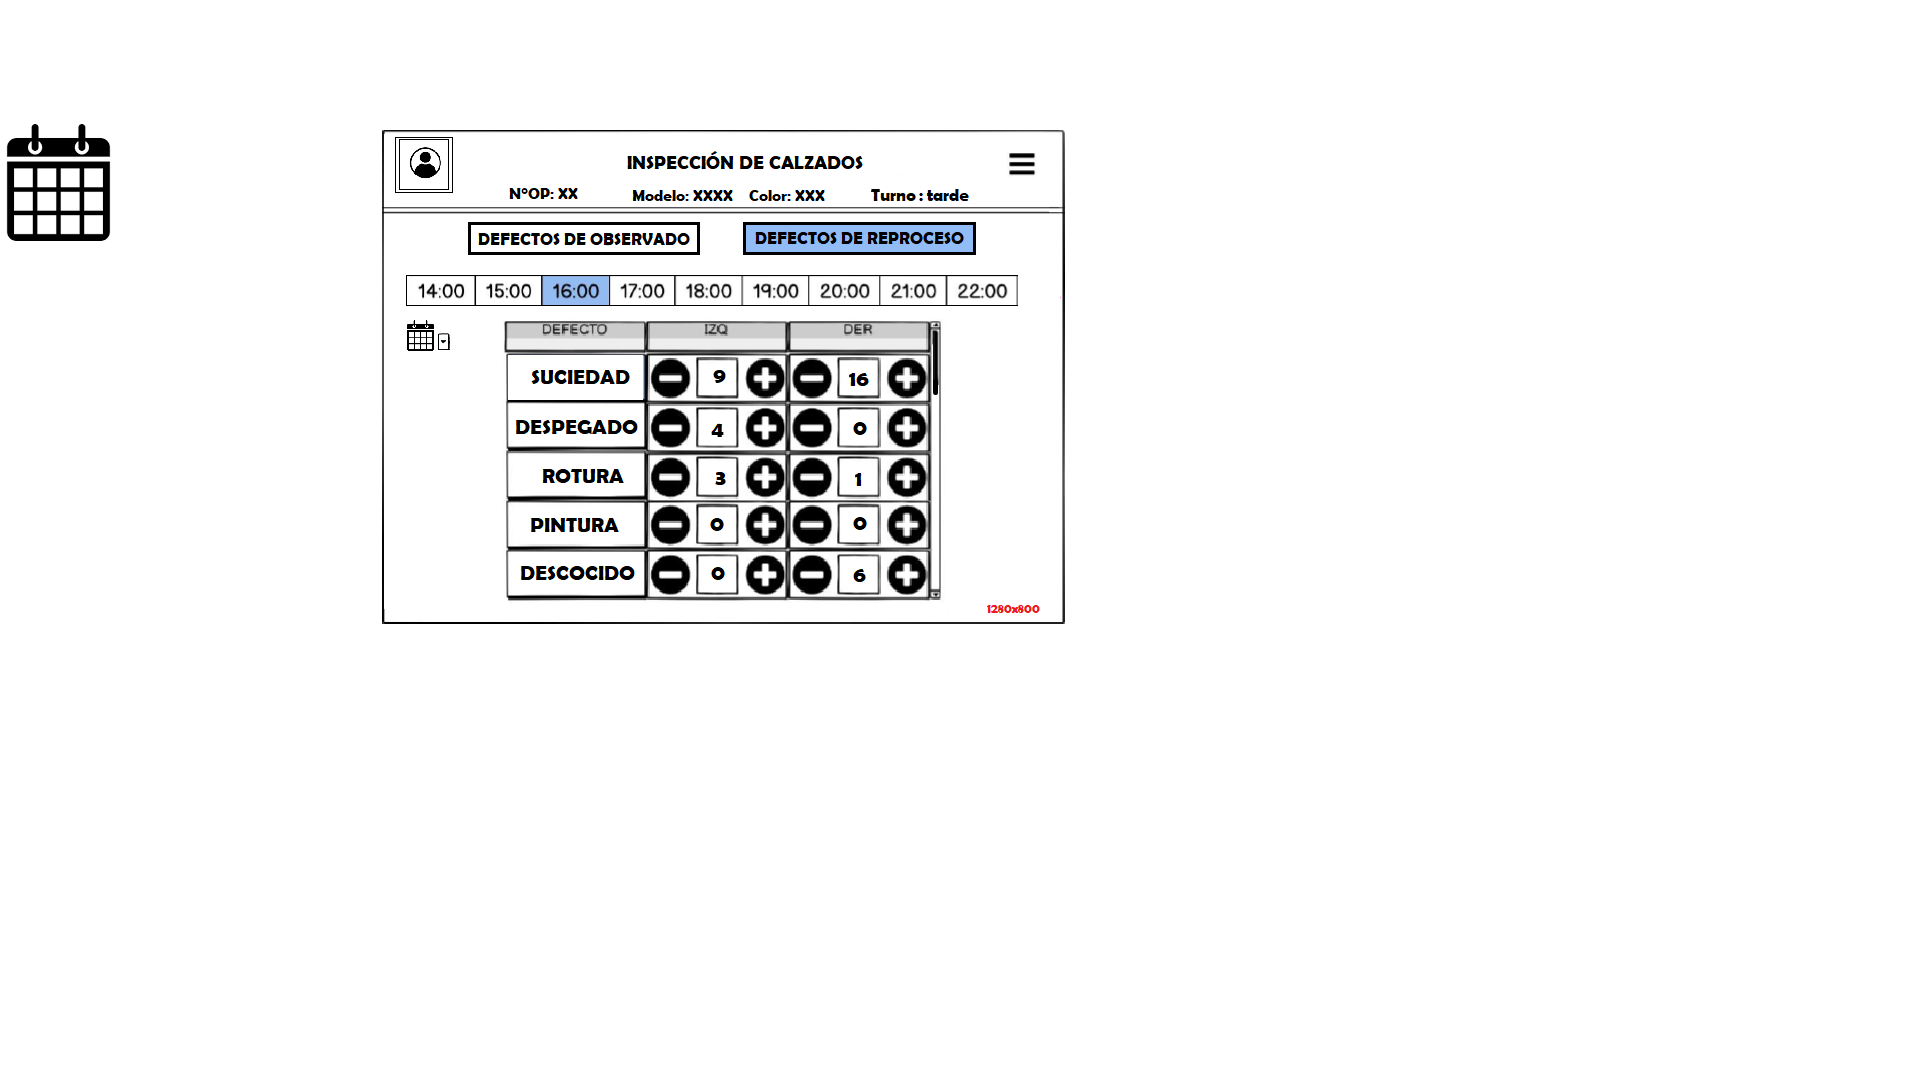 INSPECCIÓN DE CALZADOS
N°OP: XX Modelo: XXXX Color: XXX Turno : tarde
DEFECTOS DE OBSERVADO DEFECTOS DE REPROCESO
14:00 15:00 16:00 17:00 18:00 19:00 20:00 21:00 22:00
DEFECTO IZQ DER
SUCIEDAD 9 16
DESPEGADO 4 0
ROTURA 3 1
PINTURA 0 0
DESCOCIDO 0 6
1280x800